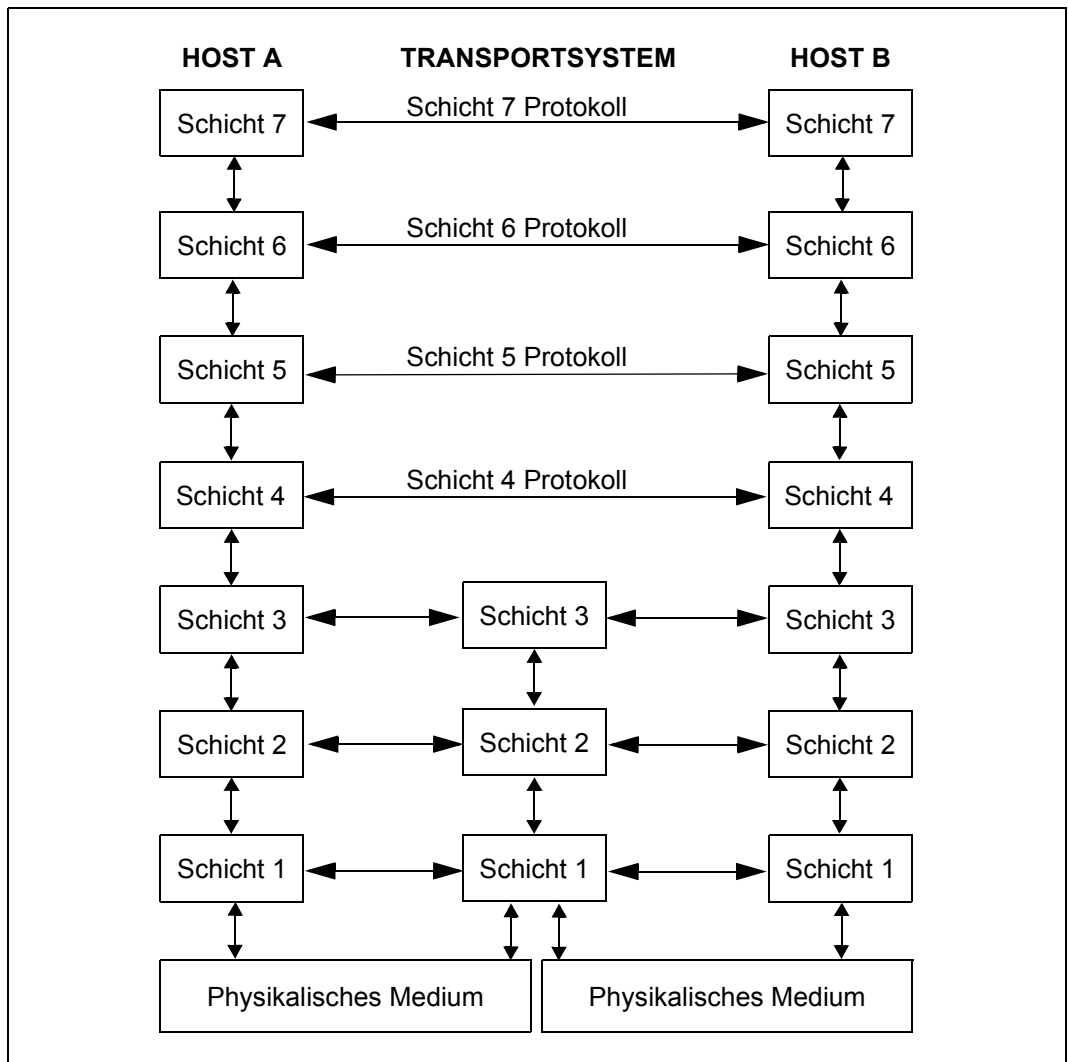 HOST A TRANSPORTSYSTEM HOST B
Schicht 7 Schicht 7 Protokoll Schicht 7
Schicht 6 Schicht 6 Protokoll Schicht 6
Schicht 5 Schicht 5 Protokoll Schicht 5
Schicht 4 Schicht 4 Protokoll Schicht 4
Schicht 3 Schicht 3 Schicht 3
Schicht 2 Schicht 2 Schicht 2
Schicht 1 Schicht 1 Schicht 1
Physikalisches Medium Physikalisches Medium